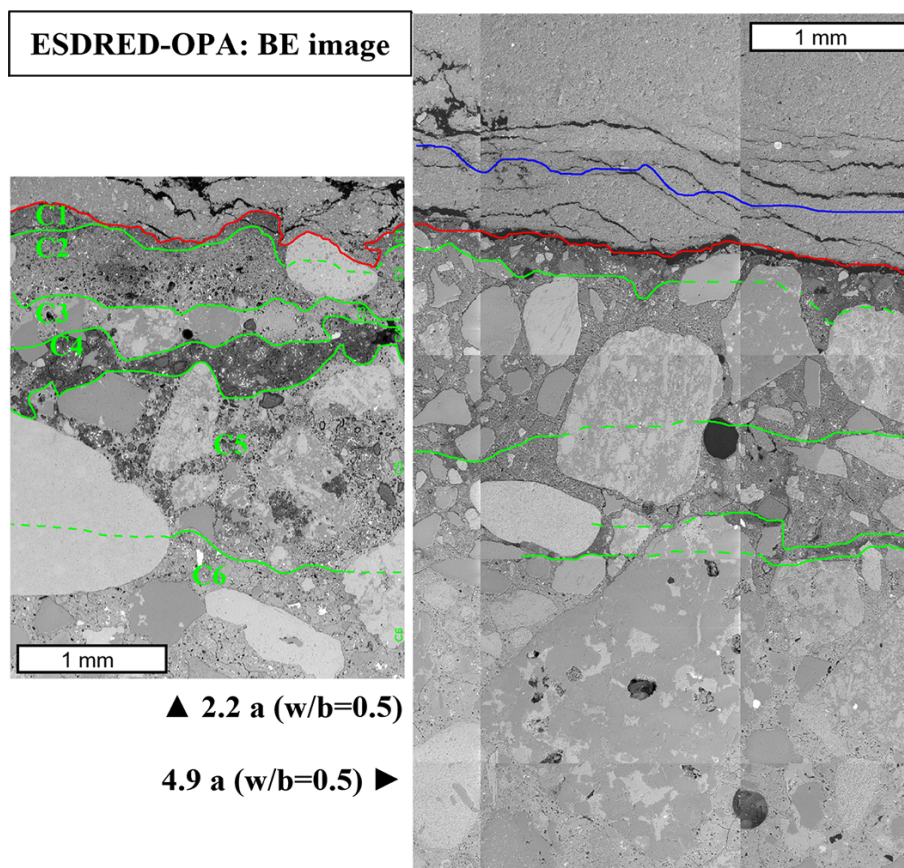 ESDRED-OPA: BE image
1 mm
C1
C2
C3
C4
C5
C6
1 mm
▲ 2.2 a (w/b=0.5)
4.9 a (w/b=0.5) ►